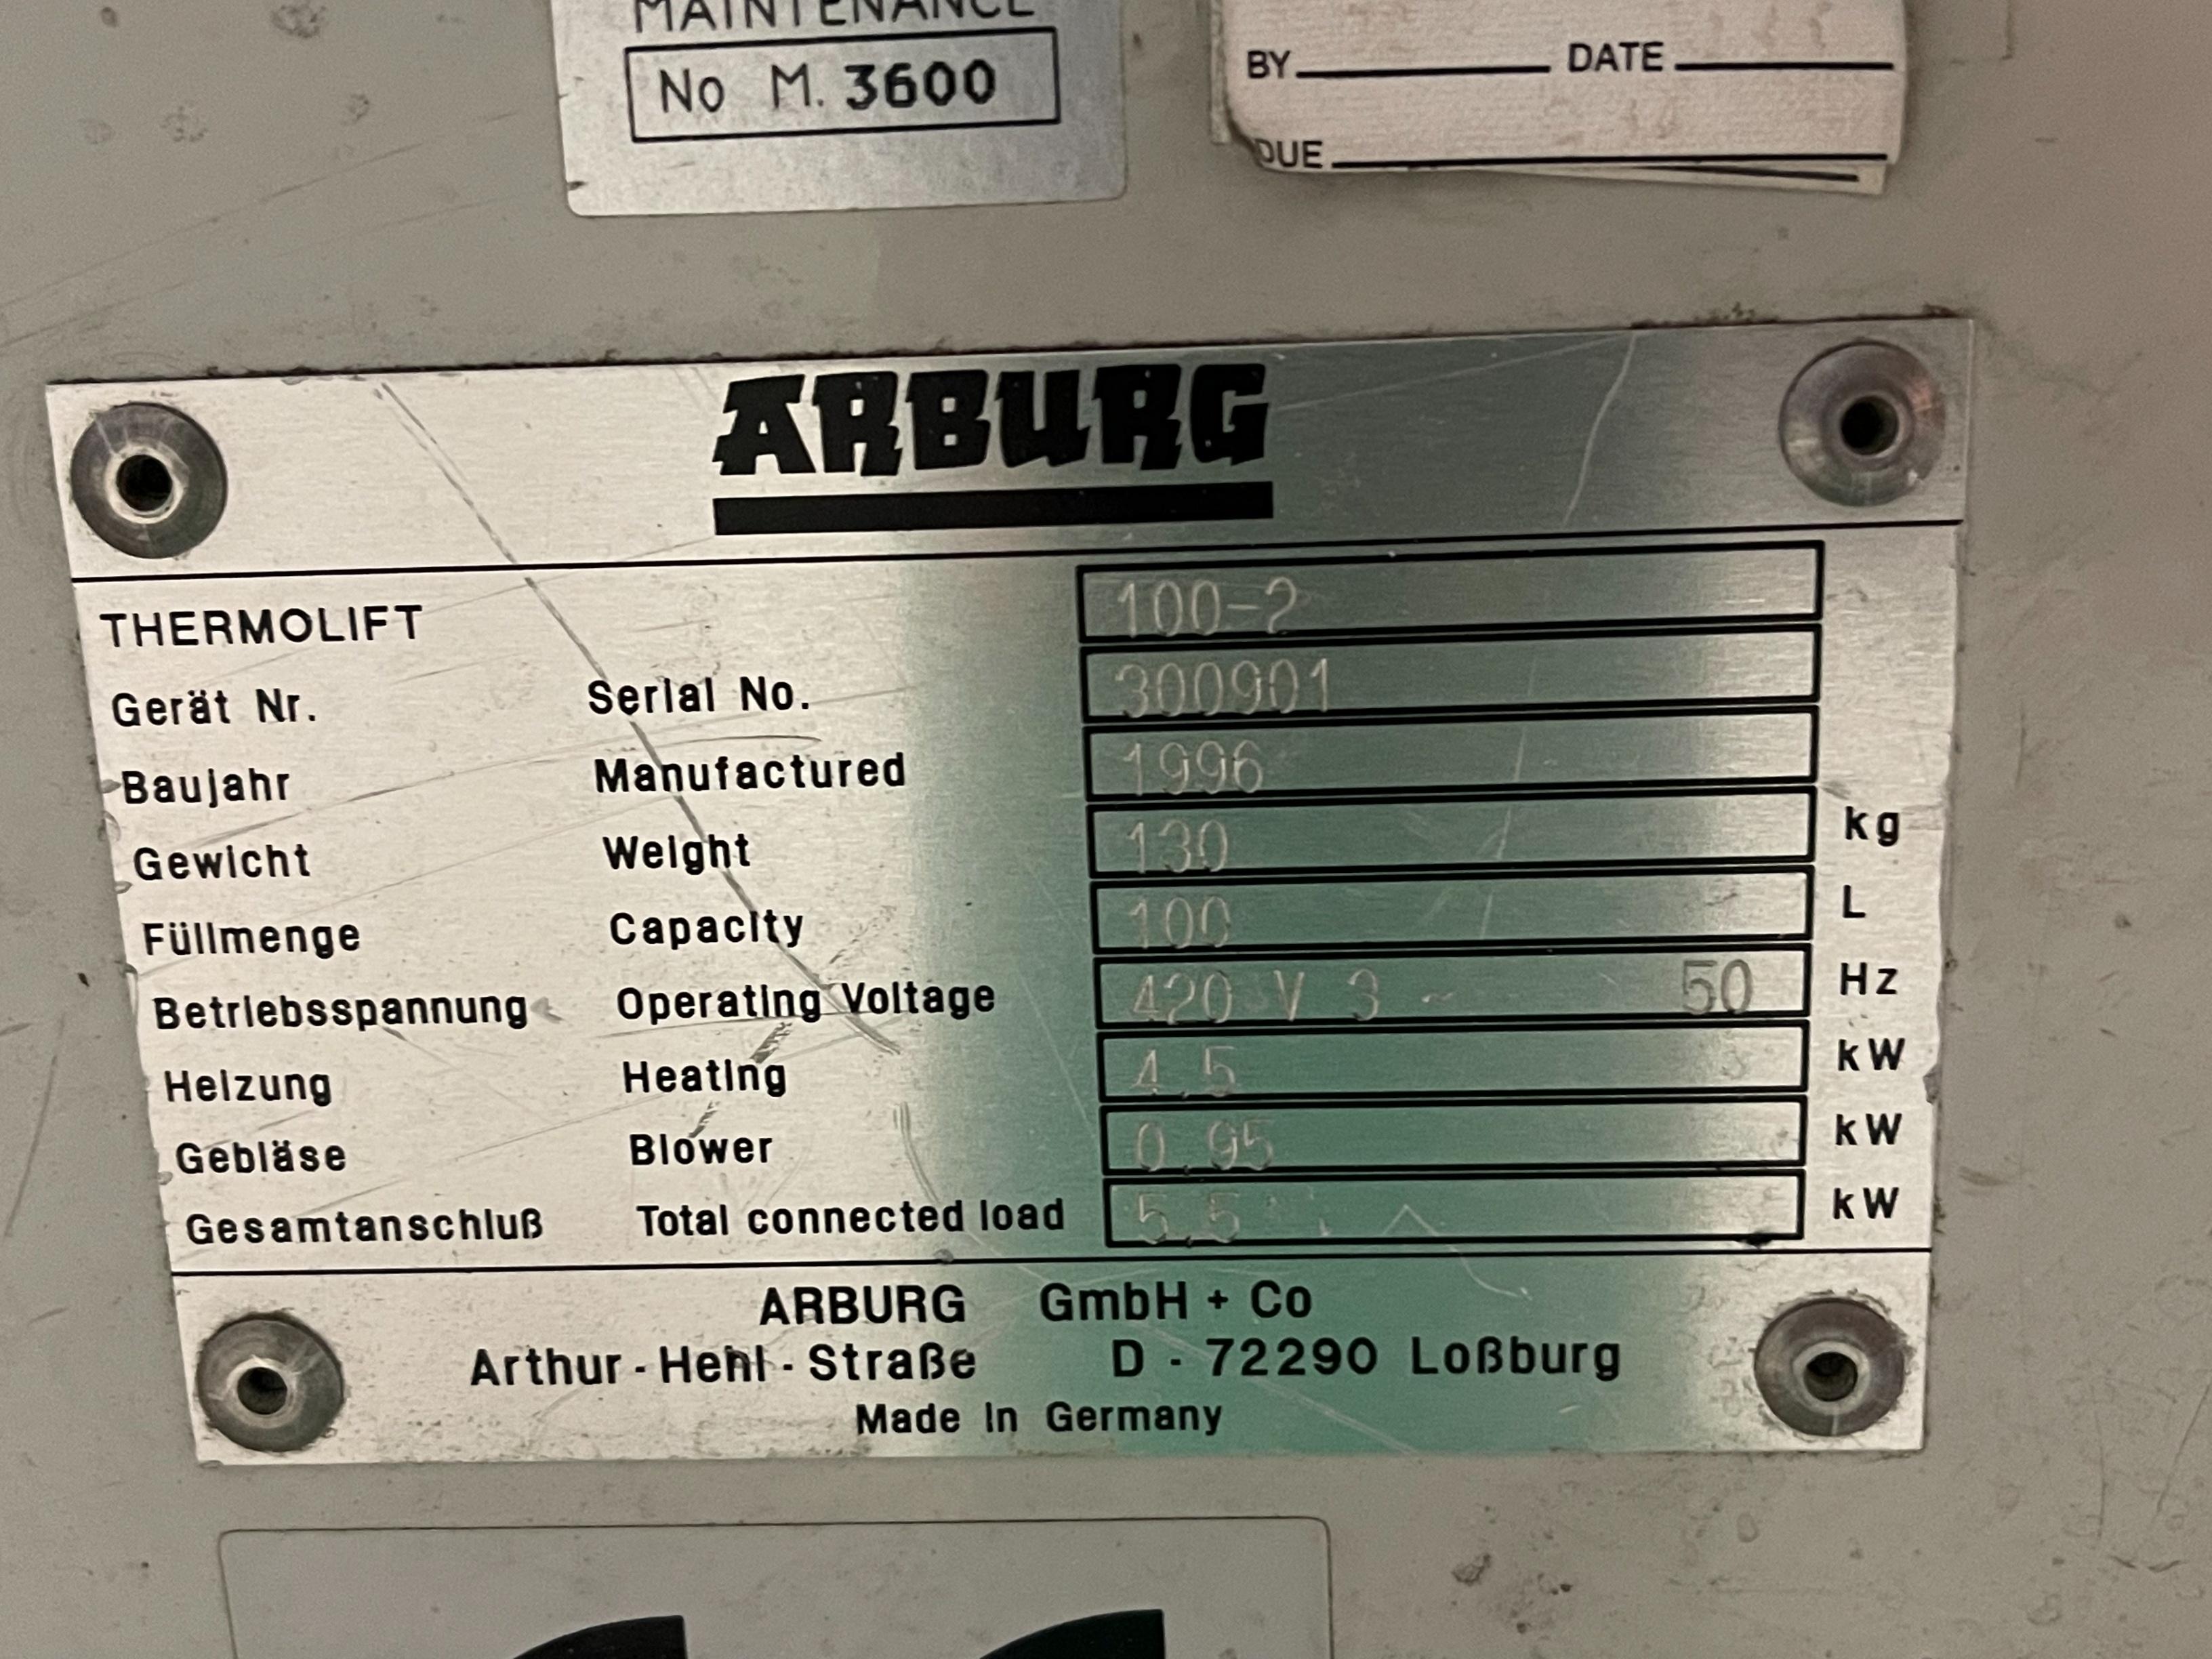 MAINTENANCE
No M. 3600
BY DATE
DUE
ARBURG
THERMOLIFT 100-2
Gerät Nr. Serial No. 300901
Baujahr Manufactured 1996
Gewicht Weight 130 kg
Füllmenge Capacity 100 L
Betriebsspannung Operating Voltage 420 V 3 ~ 50 Hz
Heizung Heating 4,5 kW
Gebläse Blower 0,95 kW
Gesamtanschluß Total connected load 5,5 kW
ARBURG GmbH + Co
Arthur - Hehl - Straße D - 72290 Loßburg
Made in Germany